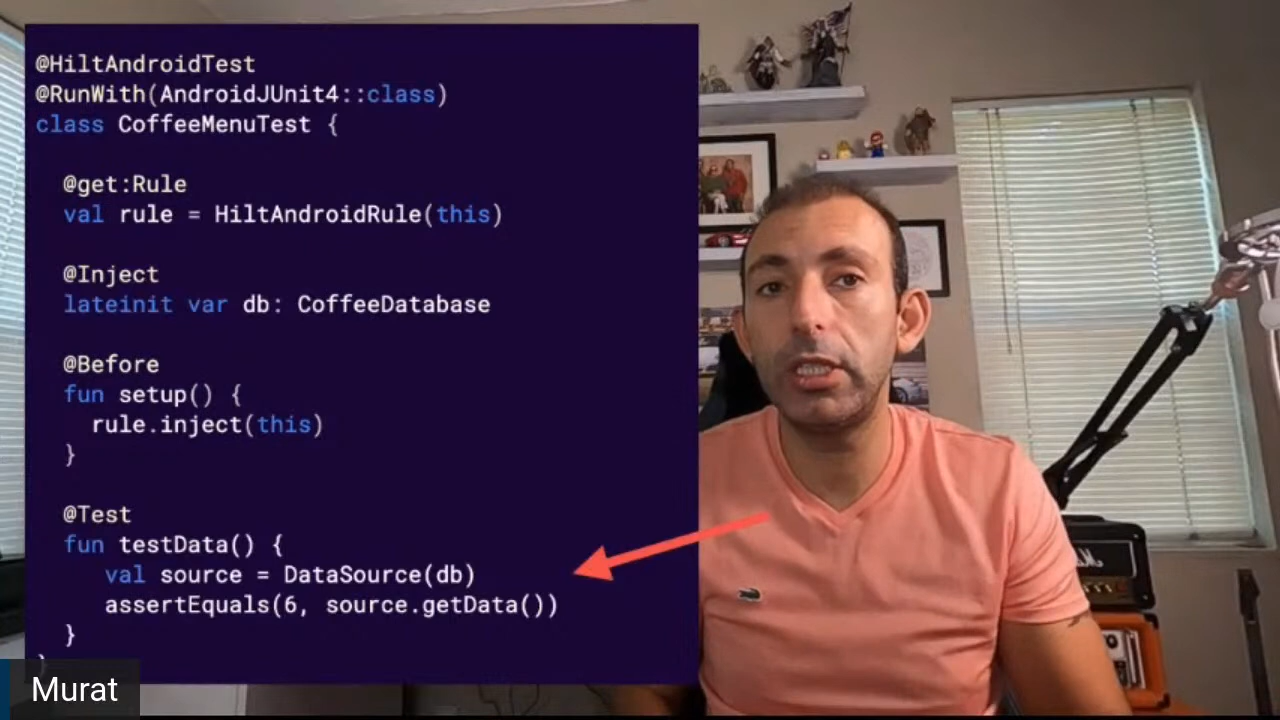 @HiltAndroidTest
@RunWith(AndroidJUnit4::class)
class CoffeeMenuTest {
@get:Rule
val rule = HiltAndroidRule(this)
@Inject
lateinit var db: CoffeeDatabase
@Before
fun setup() {
rule.inject(this)
}
@Test
fun testData() {
val source = DataSource(db)
assertEquals(6, source.getData())
}
}
Murat